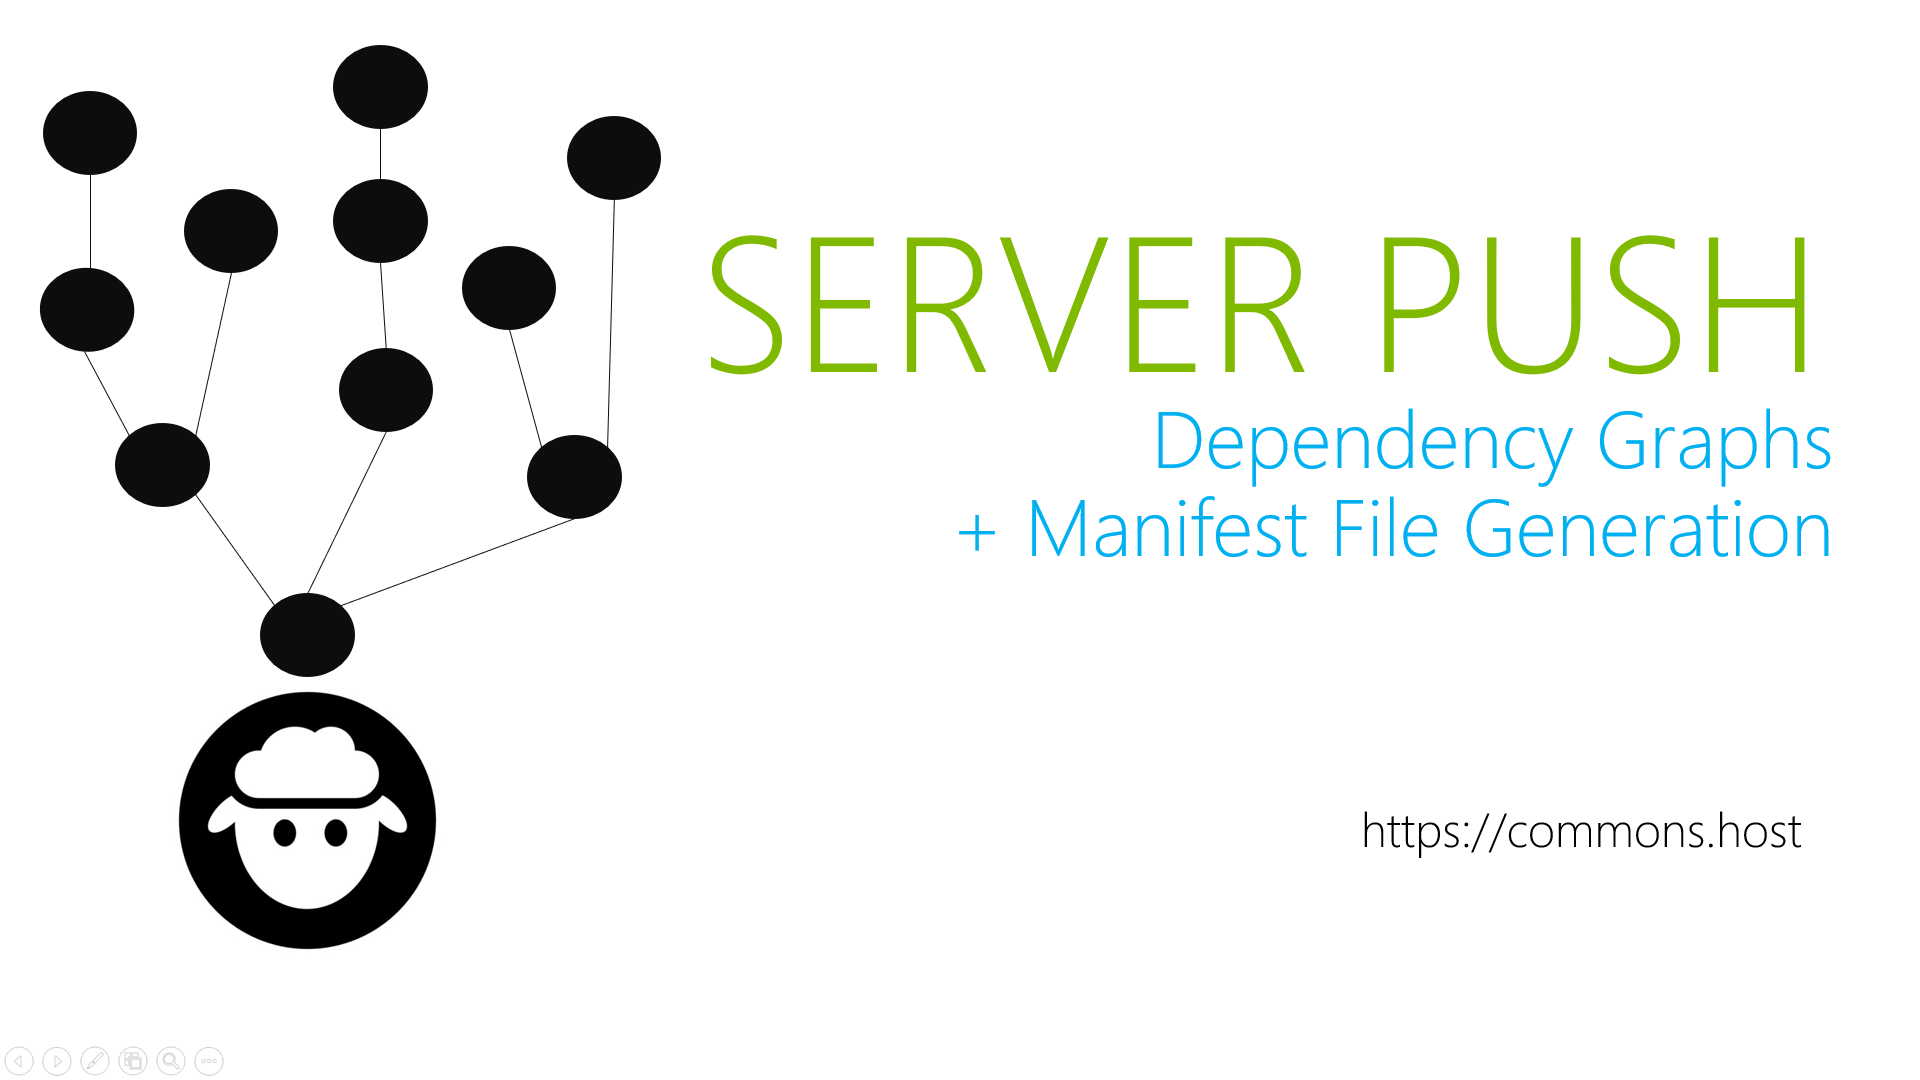 SERVER PUSH
Dependency Graphs
+ Manifest File Generation
https://commons.host